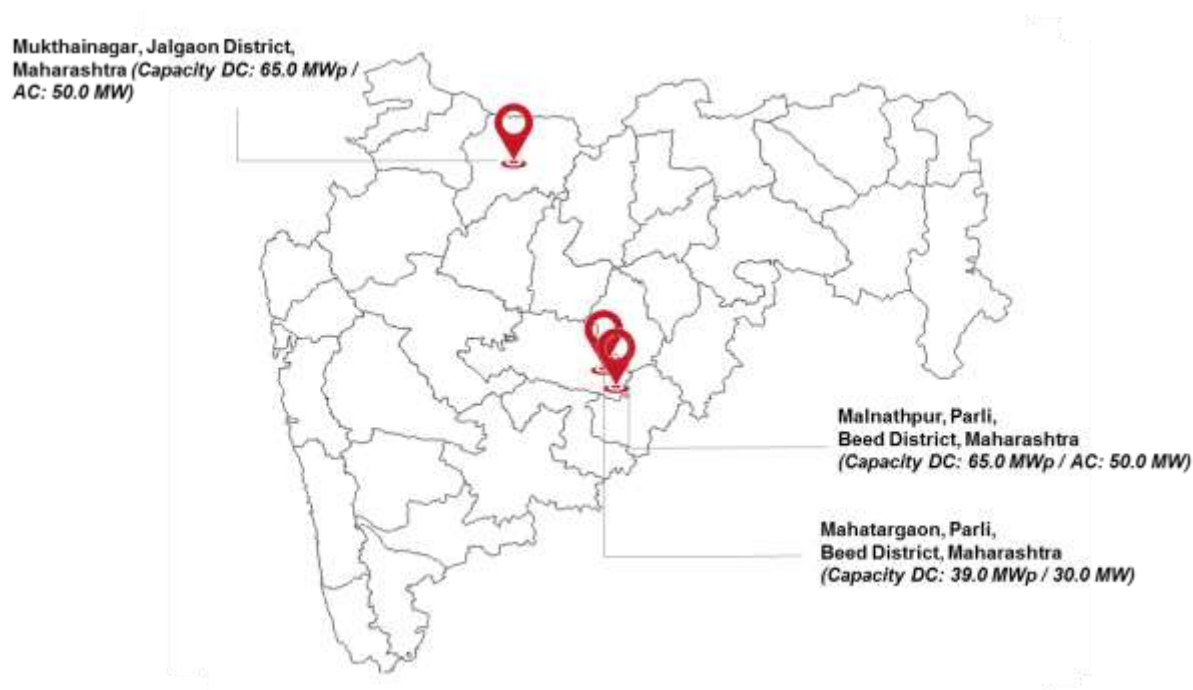 Mukthainagar, Jalgaon District,
Maharashtra (Capacity DC: 65.0 MWp /
AC: 50.0 MW)
Malnathpur, Parli,
Beed District, Maharashtra
(Capacity DC: 65.0 MWp / AC: 50.0 MW)
Mahatargaon, Parli,
Beed District, Maharashtra
(Capacity DC: 39.0 MWp / 30.0 MW)